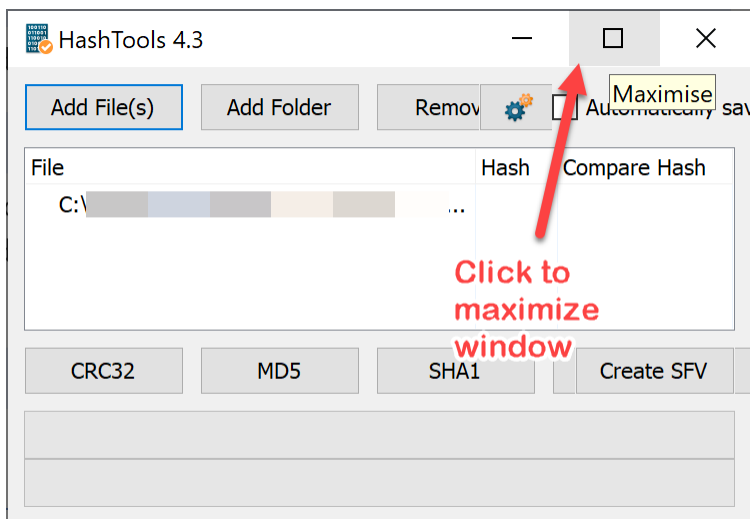 HashTools 4.3
Maximise
Add File(s) Add Folder Remov Automatically sav
File Hash Compare Hash
C:\ ...
Click to
maximize
window
CRC32 MD5 SHA1 Create SFV